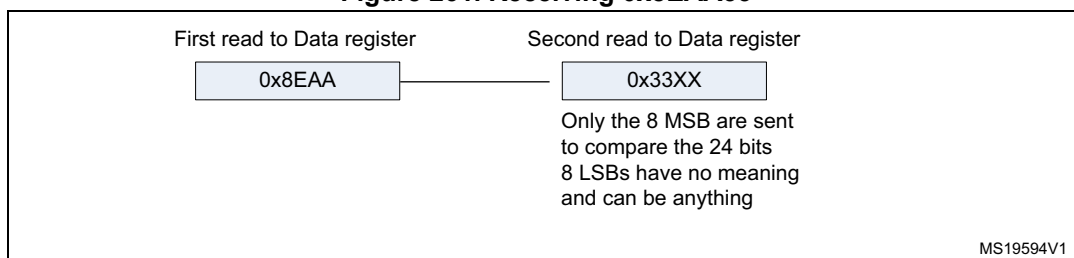 First read to Data register
Second read to Data register
0x8EAA
0x33XX
Only the 8 MSB are sent
to compare the 24 bits
8 LSBs have no meaning
and can be anything
MS19594V1